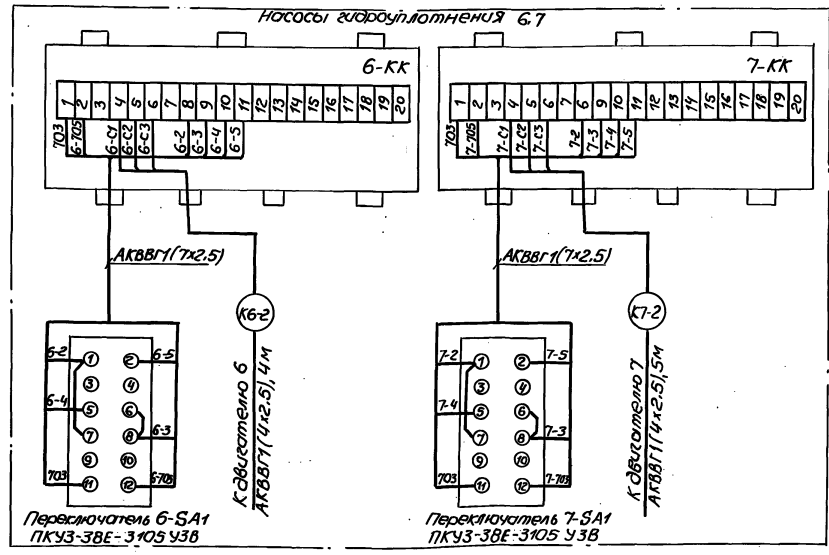 Насосы гидроуплотнения 6,7
6-КК
7-КК
1 2 3 4 5 6 7 8 9 10 11 12 13 14 15 16 17 18 19 20
1 2 3 4 5 6 7 8 9 10 11 12 13 14 15 16 17 18 19 20
703 6-705 6-С1 6-С2 6-С3 6-2 6-3 6-4 6-5
703 7-705 7-С1 7-С2 7-С3 7-2 7-3 7-4 7-5
АКВВГ1(7х2.5)
АКВВГ1(7х2.5)
К6-2
К7-2
К двигателю 6
АКВВГ1(4х2.5), 4м
К двигателю 7
АКВВГ1(4х2.5), 5м
6-2 1 2 6-5
3 4
6-4 5 6
7 8 6-3
9 10
703 11 12 6-705
7-2 1 2 7-5
3 4
7-4 5 6
7 8 7-3
9 10
703 11 12 7-705
Переключатель 6-SA1
ПКУ3-38Е-3105 У3В
Переключатель 7-SA1
ПКУ3-38Е-3105 У3В